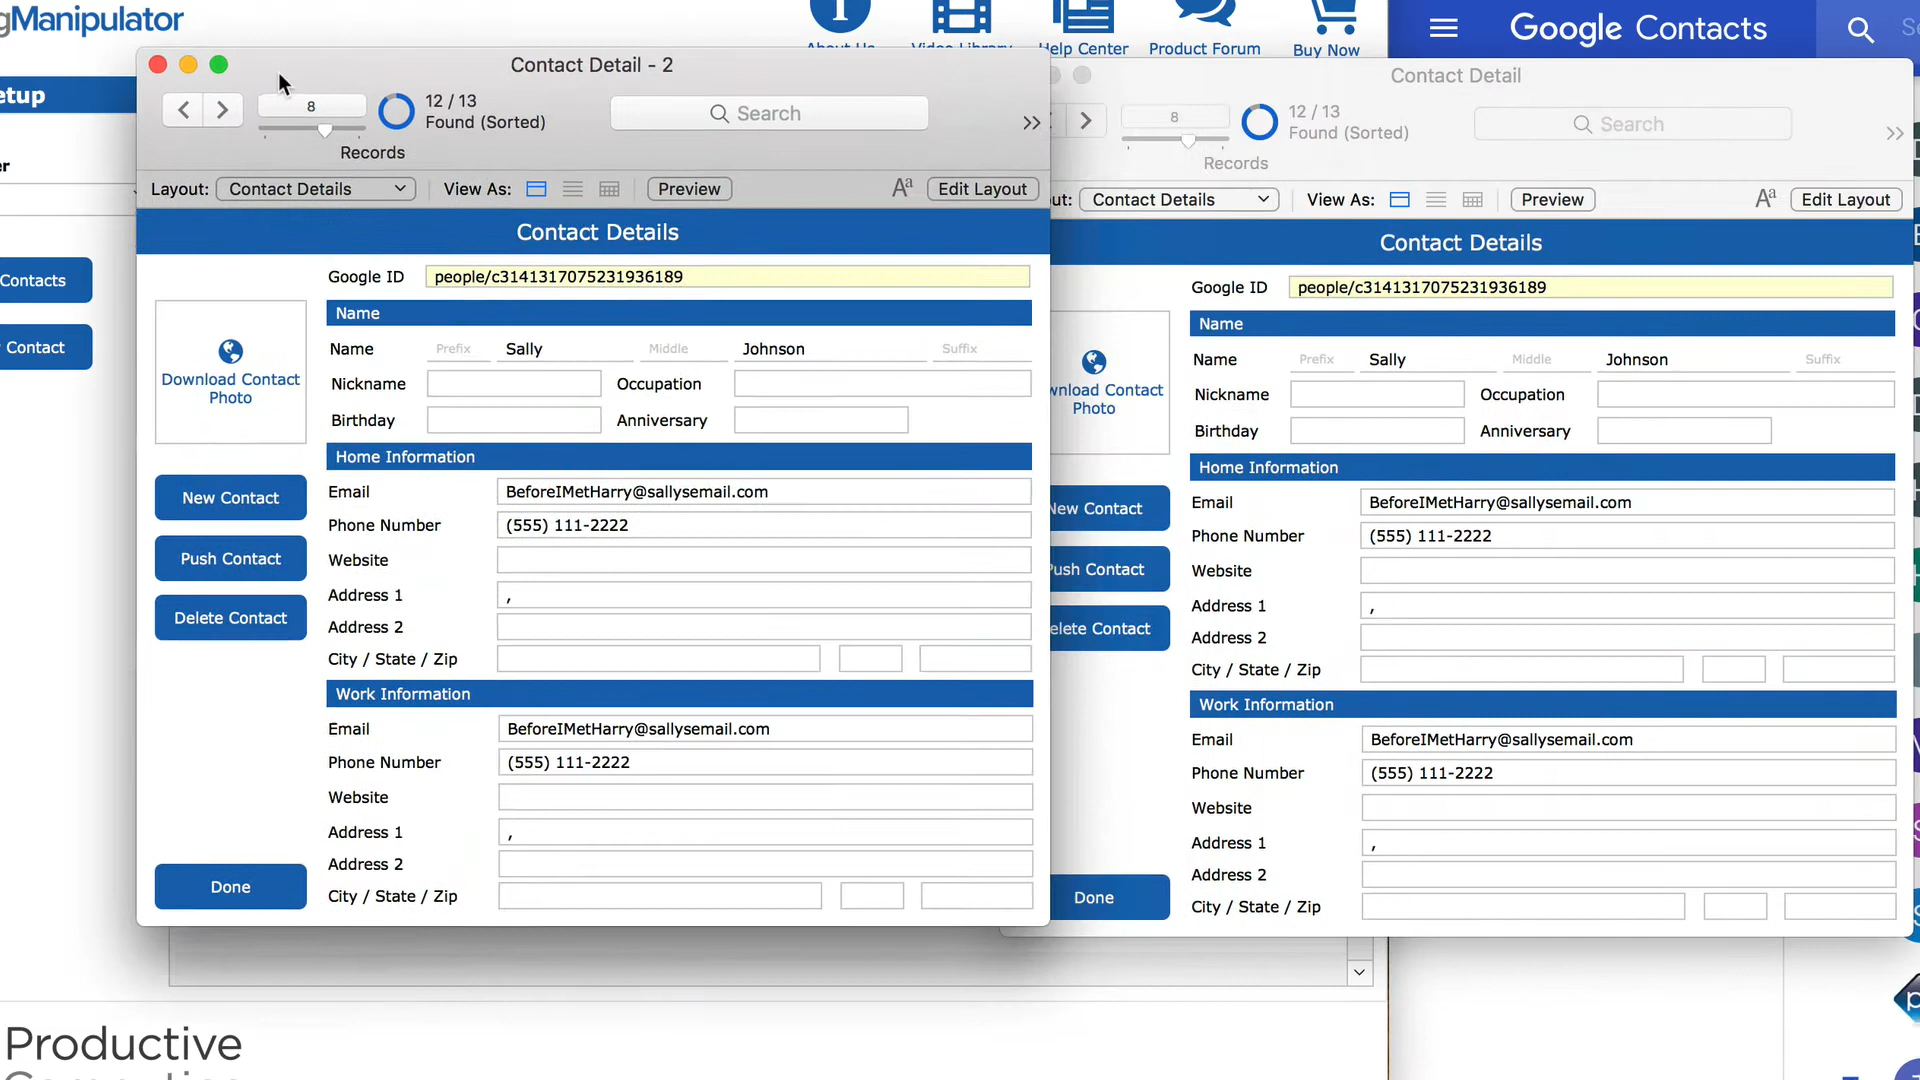 gManipulator
About Us
Video Library
Help Center
Product Forum
Buy Now
Google Contacts
etup
er
Contacts
Contact
Contact Detail - 2
8
12 / 13
Found (Sorted)
Search
Records
Layout: Contact Details
View As:
Preview
Aa
Edit Layout
Contact Details
Google ID people/c3141317075231936189
Download Contact
Photo
Name
Name Prefix Sally Middle Johnson Suffix
Nickname Occupation
Birthday Anniversary
Home Information
Email BeforeIMetHarry@sallysemail.com
Phone Number (555) 111-2222
Website
Address 1 ,
Address 2
City / State / Zip
New Contact
Push Contact
Delete Contact
Work Information
Email BeforeIMetHarry@sallysemail.com
Phone Number (555) 111-2222
Website
Address 1 ,
Address 2
City / State / Zip
Done
Contact Detail
8
12 / 13
Found (Sorted)
Search
Records
ut: Contact Details
View As:
Preview
Aa
Edit Layout
Contact Details
Google ID people/c3141317075231936189
wnload Contact
Photo
Name
Name Prefix Sally Middle Johnson Suffix
Nickname Occupation
Birthday Anniversary
Home Information
Email BeforeIMetHarry@sallysemail.com
Phone Number (555) 111-2222
Website
Address 1 ,
Address 2
City / State / Zip
New Contact
Push Contact
elete Contact
Work Information
Email BeforeIMetHarry@sallysemail.com
Phone Number (555) 111-2222
Website
Address 1 ,
Address 2
City / State / Zip
Done
Productive